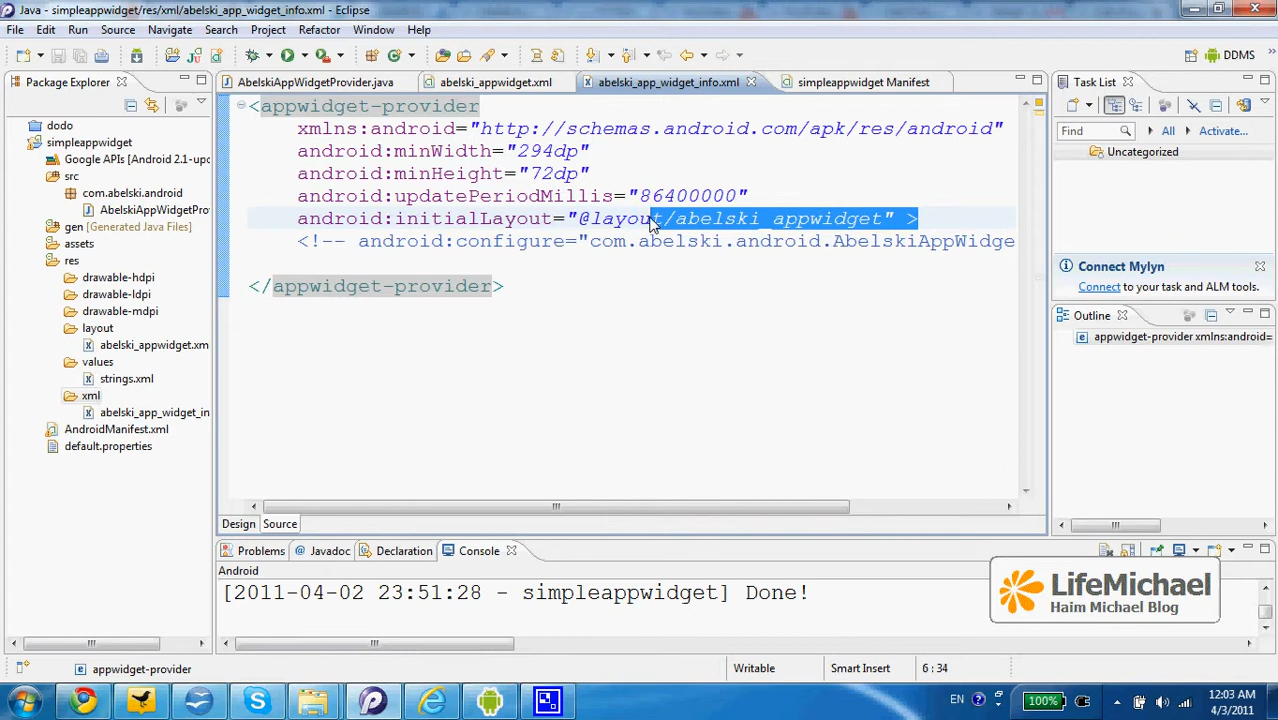 Java - simpleappwidget/res/xml/abelski_app_widget_info.xml - Eclipse
File Edit Run Source Navigate Search Project Refactor Window Help
DDMS
Package Explorer
AbelskiAppWidgetProvider.java
abelski_appwidget.xml
abelski_app_widget_info.xml
simpleappwidget Manifest
Task List
dodo
simpleappwidget
Google APIs [Android 2.1-upd
src
com.abelski.android
AbelskiAppWidgetPro
gen [Generated Java Files]
assets
res
drawable-hdpi
drawable-ldpi
drawable-mdpi
layout
abelski_appwidget.xm
values
strings.xml
xml
abelski_app_widget_in
AndroidManifest.xml
default.properties
<appwidget-provider
xmlns:android="http://schemas.android.com/apk/res/android"
android:minWidth="294dp"
android:minHeight="72dp"
android:updatePeriodMillis="86400000"
android:initialLayout="@layout/abelski_appwidget" >
<!-- android:configure="com.abelski.android.AbelskiAppWidge
</appwidget-provider>
Design Source
Find All Activate...
Uncategorized
Connect Mylyn
Connect to your task and ALM tools.
Outline
appwidget-provider xmlns:android=
Problems Javadoc Declaration Console
Android
[2011-04-02 23:51:28 - simpleappwidget] Done!
LifeMichael
Haim Michael Blog
appwidget-provider
Writable Smart Insert 6 : 34
EN 100% 12:03 AM
4/3/2011